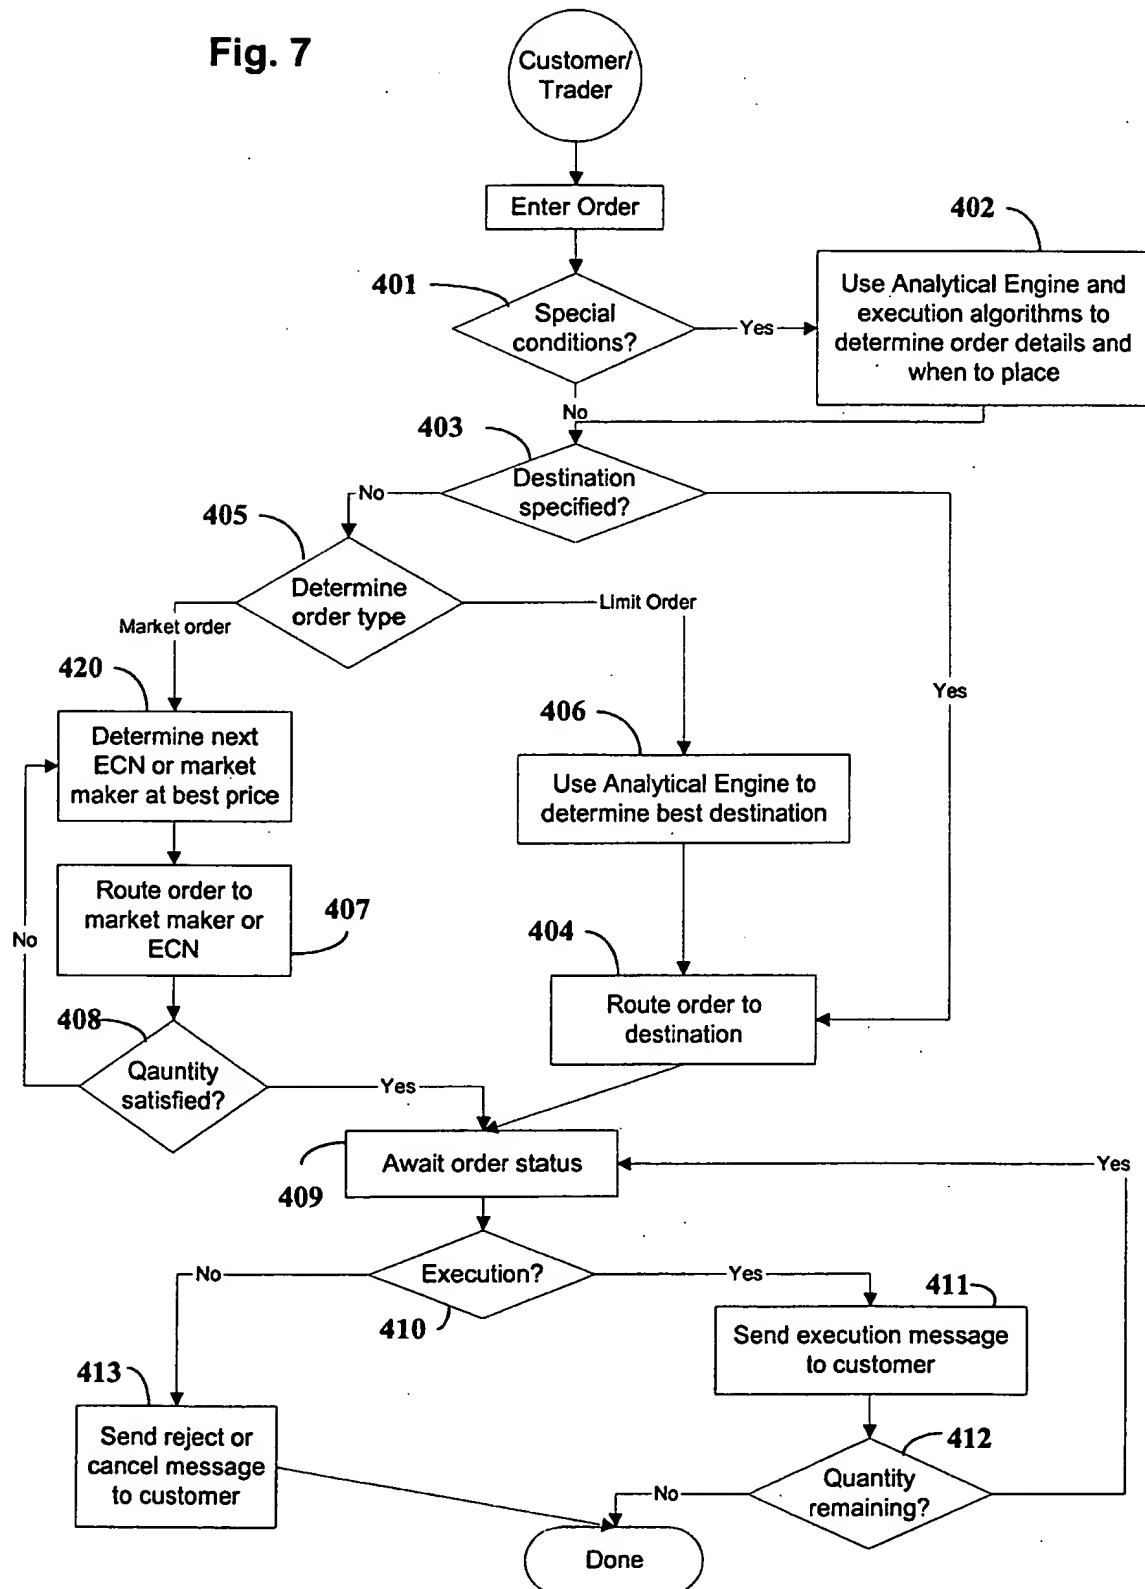 Fig. 7
Customer/
Trader
Enter Order
402
401
Special
conditions?
Yes
Use Analytical Engine and
execution algorithms to
determine order details and
when to place
No
403
Destination
specified?
No
405
Determine
order type
Limit Order
Market order
420
Yes
Determine next
ECN or market
maker at best price
406
Use Analytical Engine to
determine best destination
Route order to
market maker or
ECN
407
No
404
Route order to
destination
408
Qauntity
satisfied?
Yes
Await order status
409
Yes
Execution?
No
Yes
410
411
Send execution message
to customer
413
Send reject or
cancel message
to customer
412
Quantity
remaining?
No
Done